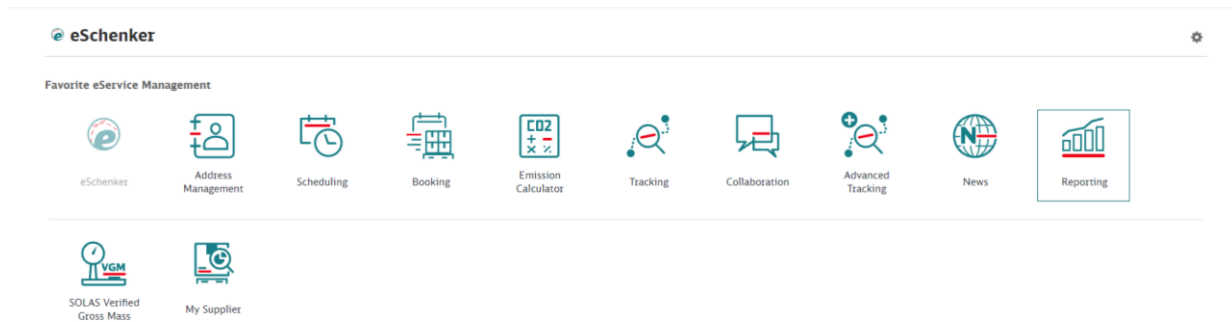 eSchenker
Favorite eService Management
eSchenker
Address
Management
Scheduling
Booking
CO2
Emission
Calculator
Tracking
Collaboration
Advanced
Tracking
N
News
Reporting
VGM
SOLAS Verified
Gross Mass
My Supplier